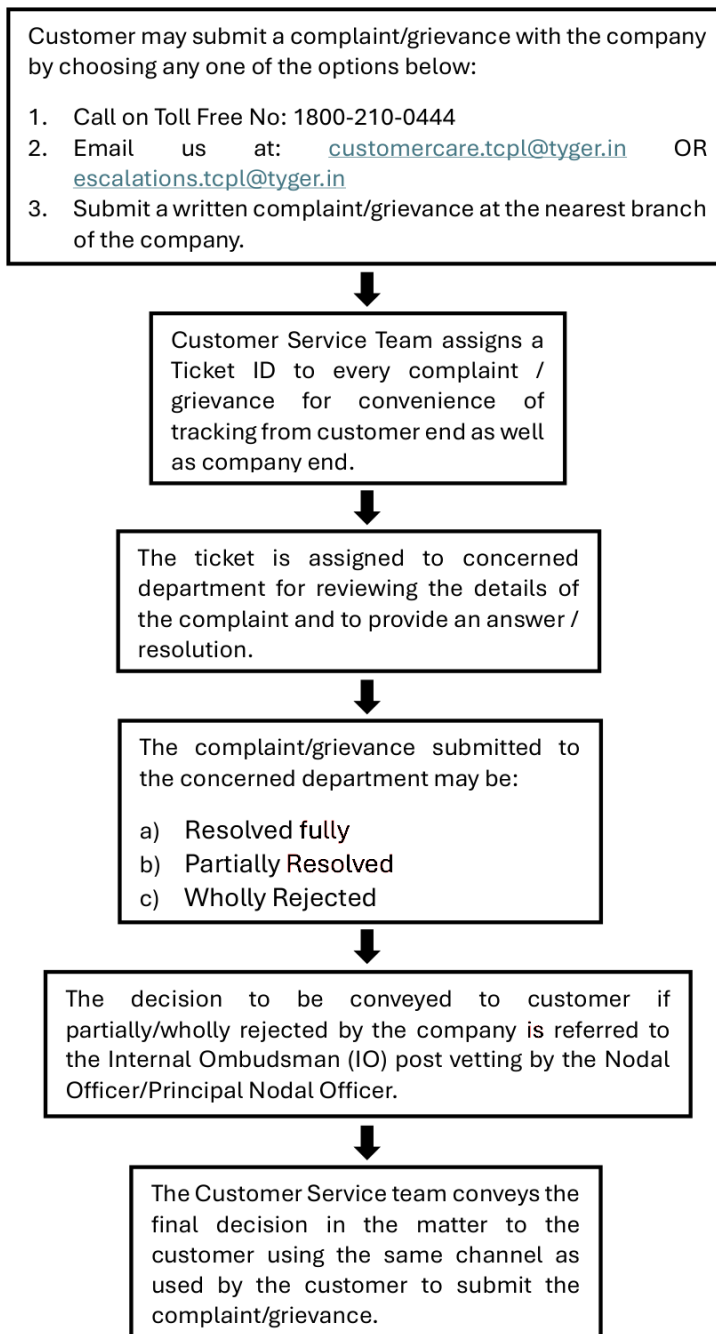 Customer may submit a complaint/grievance with the company
by choosing any one of the options below:
1. Call on Toll Free No: 1800-210-0444
2. Email us at: customercare.tcpl@tyger.in OR
escalations.tcpl@tyger.in
3. Submit a written complaint/grievance at the nearest branch
of the company.
Customer Service Team assigns a
Ticket ID to every complaint /
grievance for convenience of
tracking from customer end as well
as company end.
The ticket is assigned to concerned
department for reviewing the details of
the complaint and to provide an answer /
resolution.
The complaint/grievance submitted to
the concerned department may be:
a) Resolved fully
b) Partially Resolved
c) Wholly Rejected
The decision to be conveyed to customer if
partially/wholly rejected by the company is referred to
the Internal Ombudsman (IO) post vetting by the Nodal
Officer/Principal Nodal Officer.
The Customer Service team conveys the
final decision in the matter to the
customer using the same channel as
used by the customer to submit the
complaint/grievance.